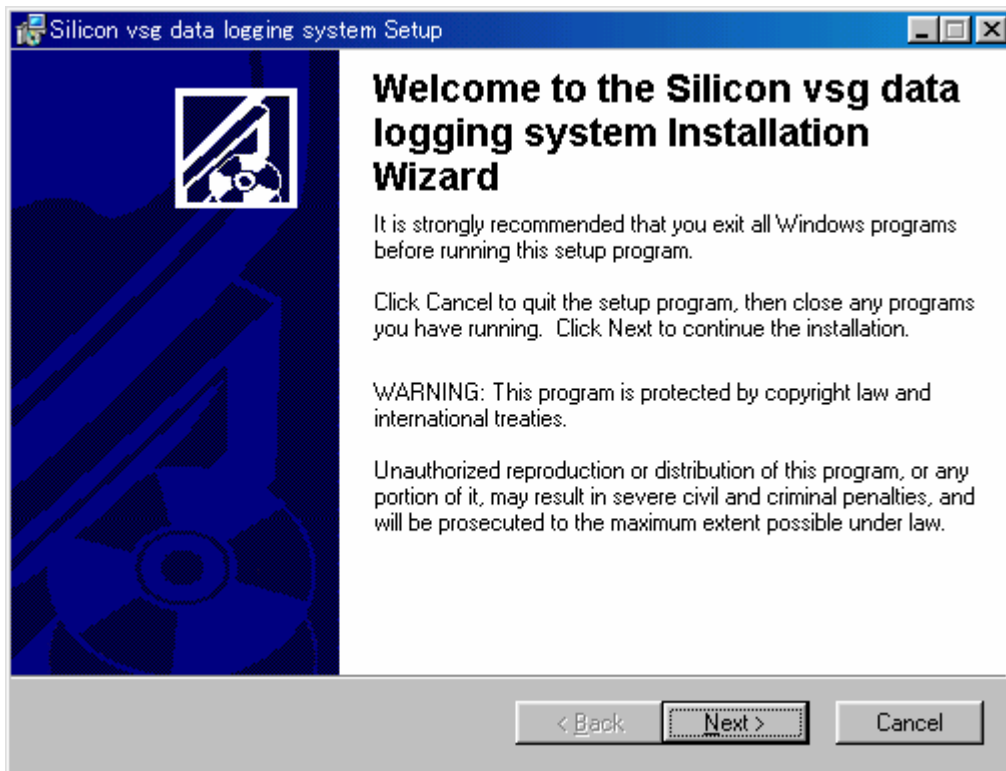 Silicon vsg data logging system Setup
Welcome to the Silicon vsg data
logging system Installation
Wizard
It is strongly recommended that you exit all Windows programs
before running this setup program.
Click Cancel to quit the setup program, then close any programs
you have running.  Click Next to continue the installation.
WARNING: This program is protected by copyright law and
international treaties.
Unauthorized reproduction or distribution of this program, or any
portion of it, may result in severe civil and criminal penalties, and
will be prosecuted to the maximum extent possible under law.
< Back
Next >
Cancel